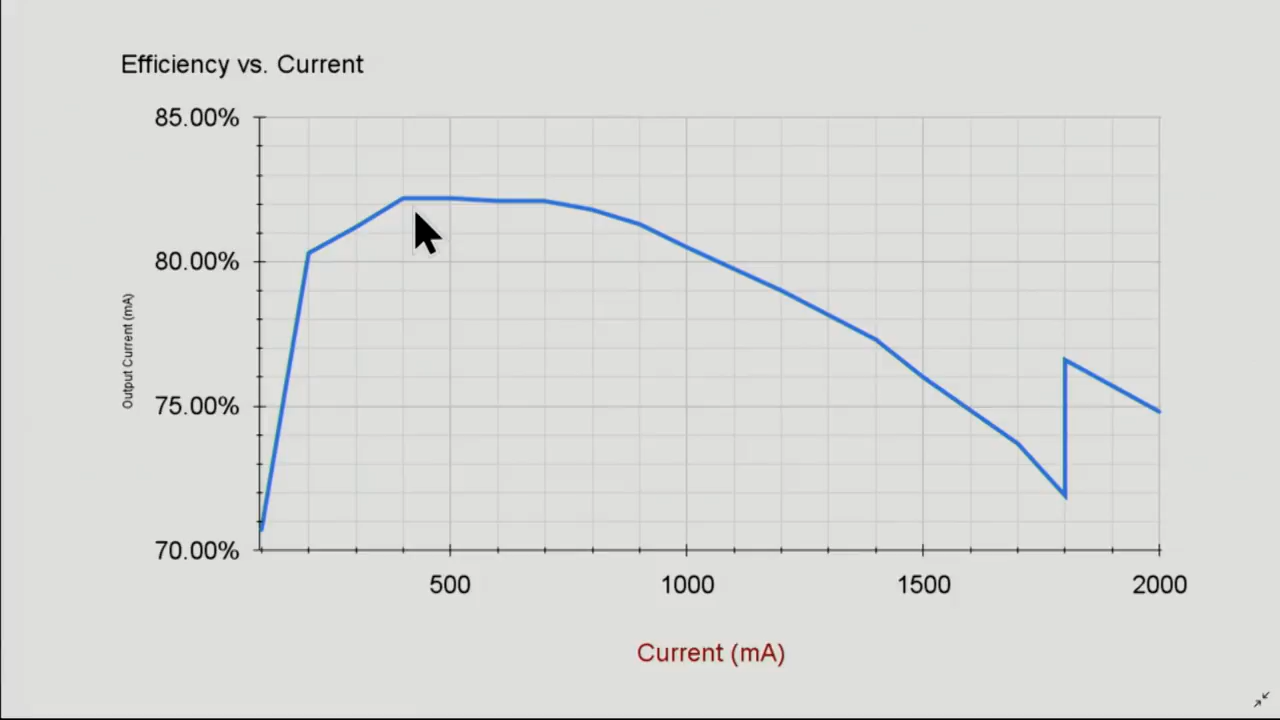 Efficiency vs. Current
85.00%
80.00%
75.00%
70.00%
Output Current (mA)
500
1000
1500
2000
Current (mA)